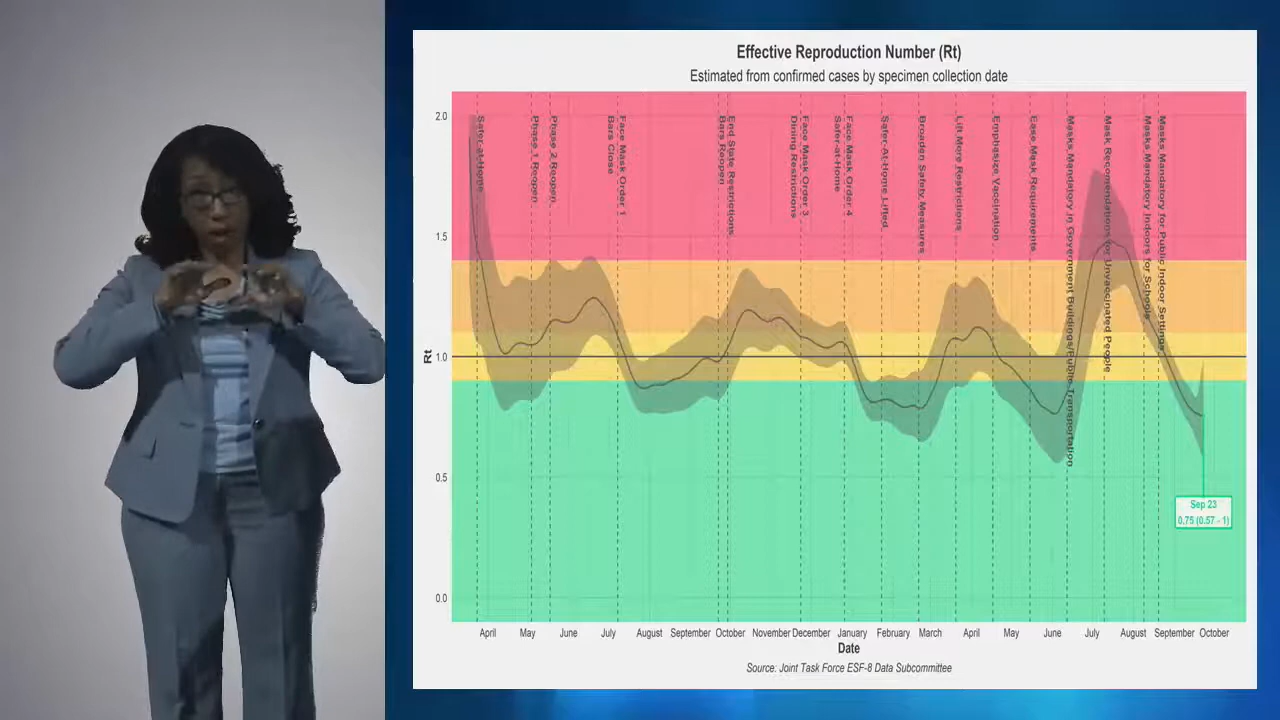 Effective Reproduction Number (Rt)
Estimated from confirmed cases by specimen collection date
2.0
1.5
1.0
0.5
0.0
Rt
Safer-at-Home
Phase 1 Reopen
Phase 2 Reopen
Face Mask Order 1
Bars Close
End State Restrictions
Bars Reopen
Face Mask Order 3
Dining Restrictions
Face Mask Order 4
Safer-at-Home
Safer-At-Home Lifted
Broaden Safety Measures
Lift More Restrictions
Emphasize Vaccination
Ease Mask Requirements
Masks Mandatory in Government Buildings/Public Transportation
Mask Recomendations for Unvaccinated People
Masks Mandatory Indoors for Schools
Masks Mandatory for Public Indoor Settings
Sep 23
0.75 (0.57 - 1)
April May June July August September October November December January February March April May June July August September October
Date
Source: Joint Task Force ESF-8 Data Subcommittee